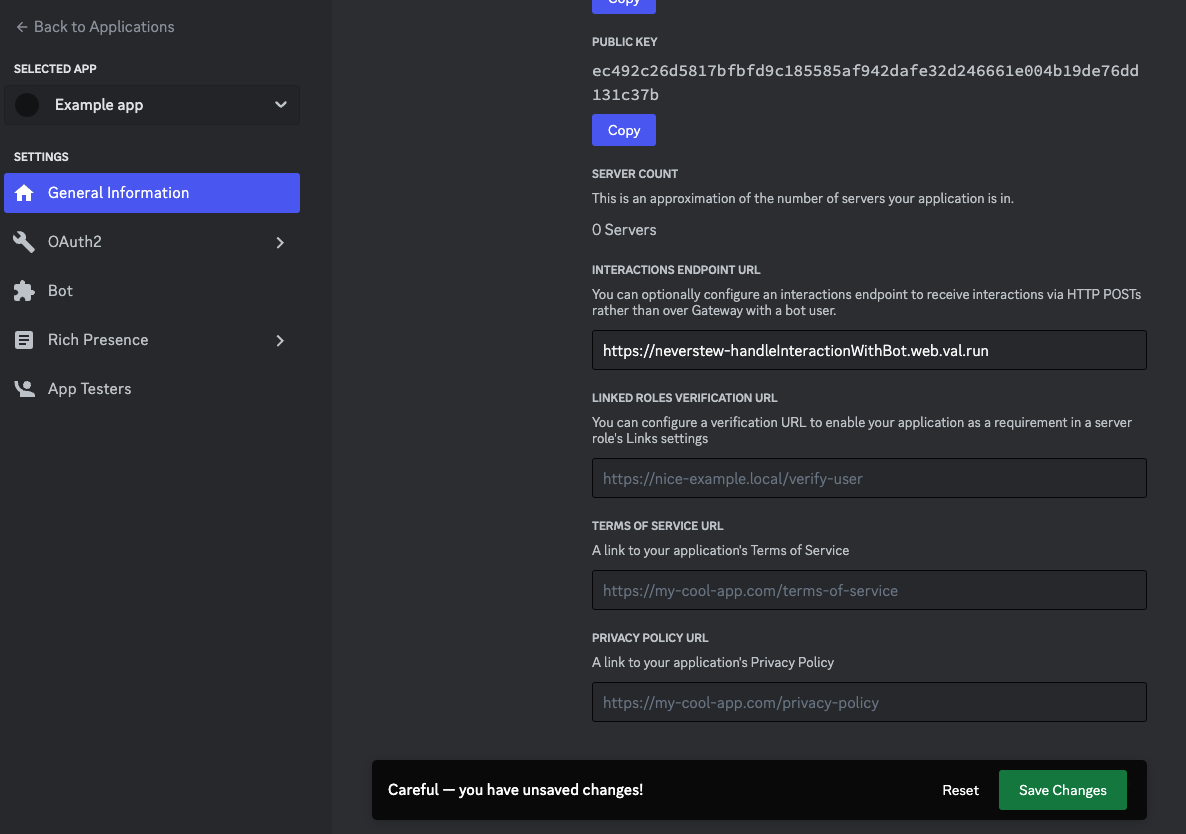 Back to Applications
SELECTED APP
Example app
SETTINGS
General Information
OAuth2
Bot
Rich Presence
App Testers
Copy
PUBLIC KEY
ec492c26d5817bfbfd9c185585af942dafe32d246661e004b19de76dd
131c37b
Copy
SERVER COUNT
This is an approximation of the number of servers your application is in.
0 Servers
INTERACTIONS ENDPOINT URL
You can optionally configure an interactions endpoint to receive interactions via HTTP POSTs
rather than over Gateway with a bot user.
https://neverstew-handleInteractionWithBot.web.val.run
LINKED ROLES VERIFICATION URL
You can configure a verification URL to enable your application as a requirement in a server
role's Links settings
https://nice-example.local/verify-user
TERMS OF SERVICE URL
A link to your application's Terms of Service
https://my-cool-app.com/terms-of-service
PRIVACY POLICY URL
A link to your application's Privacy Policy
https://my-cool-app.com/privacy-policy
Careful — you have unsaved changes!
Reset
Save Changes